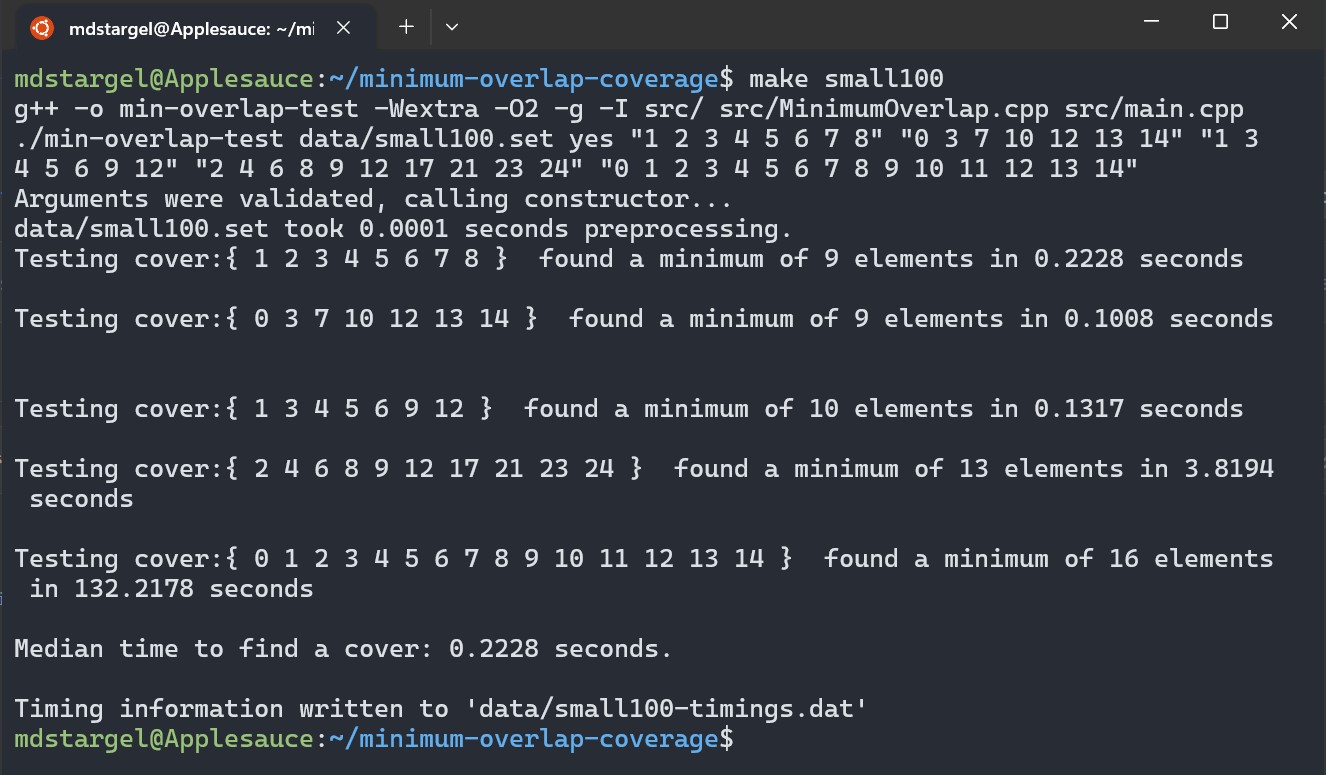 mdstargel@Applesauce: ~/mi
mdstargel@Applesauce:~/minimum-overlap-coverage$ make small100
g++ -o min-overlap-test -Wextra -O2 -g -I src/ src/MinimumOverlap.cpp src/main.cpp
./min-overlap-test data/small100.set yes "1 2 3 4 5 6 7 8" "0 3 7 10 12 13 14" "1 3
4 5 6 9 12" "2 4 6 8 9 12 17 21 23 24" "0 1 2 3 4 5 6 7 8 9 10 11 12 13 14"
Arguments were validated, calling constructor...
data/small100.set took 0.0001 seconds preprocessing.
Testing cover:{ 1 2 3 4 5 6 7 8 }  found a minimum of 9 elements in 0.2228 seconds
Testing cover:{ 0 3 7 10 12 13 14 }  found a minimum of 9 elements in 0.1008 seconds
Testing cover:{ 1 3 4 5 6 9 12 }  found a minimum of 10 elements in 0.1317 seconds
Testing cover:{ 2 4 6 8 9 12 17 21 23 24 }  found a minimum of 13 elements in 3.8194
 seconds
Testing cover:{ 0 1 2 3 4 5 6 7 8 9 10 11 12 13 14 }  found a minimum of 16 elements
 in 132.2178 seconds
Median time to find a cover: 0.2228 seconds.
Timing information written to 'data/small100-timings.dat'
mdstargel@Applesauce:~/minimum-overlap-coverage$